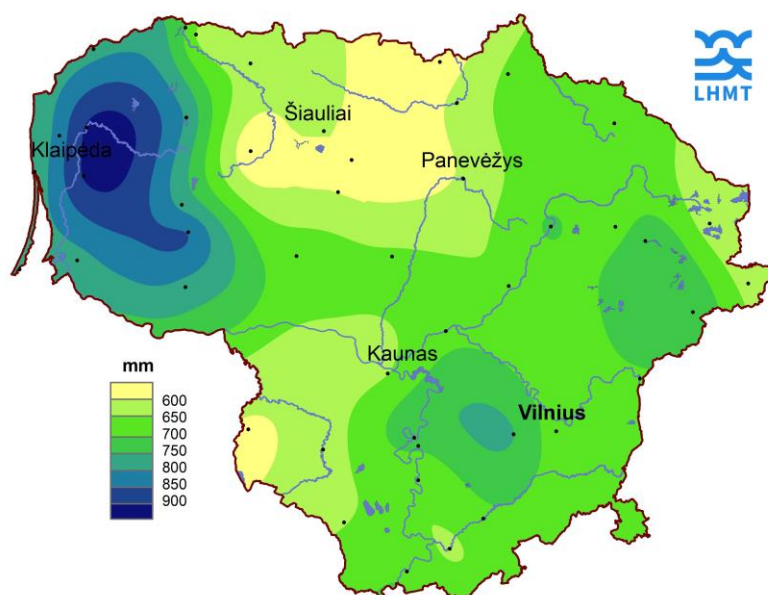 LHMT
Šiauliai
Klaipėda
Panevėžys
Kaunas
mm
Vilnius
600
650
700
750
800
850
900